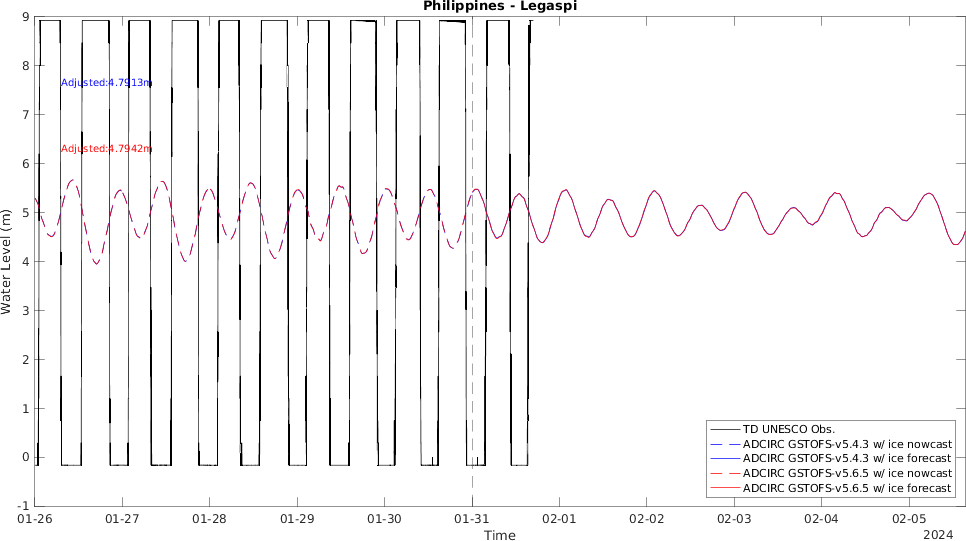 Philippines - Legaspi
Water Level (m)
9
8
7
6
5
4
3
2
1
0
-1
Adjusted:4.7913m
Adjusted:4.7942m
TD UNESCO Obs.
ADCIRC GSTOFS-v5.4.3 w/ ice nowcast
ADCIRC GSTOFS-v5.4.3 w/ ice forecast
ADCIRC GSTOFS-v5.6.5 w/ ice nowcast
ADCIRC GSTOFS-v5.6.5 w/ ice forecast
01-26 01-27 01-28 01-29 01-30 01-31 02-01 02-02 02-03 02-04 02-05
Time
2024